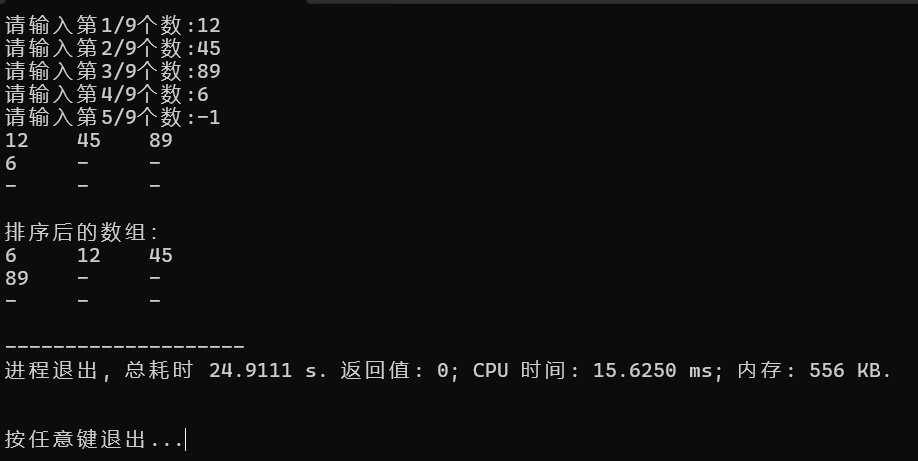 请输入第1/9个数:12
请输入第2/9个数:45
请输入第3/9个数:89
请输入第4/9个数:6
请输入第5/9个数:-1
12 45 89
6 - -
- - -
排序后的数组:
6 12 45
89 - -
- - -
--------------------
进程退出, 总耗时 24.9111 s. 返回值: 0; CPU 时间: 15.6250 ms; 内存: 556 KB.
按任意键退出...